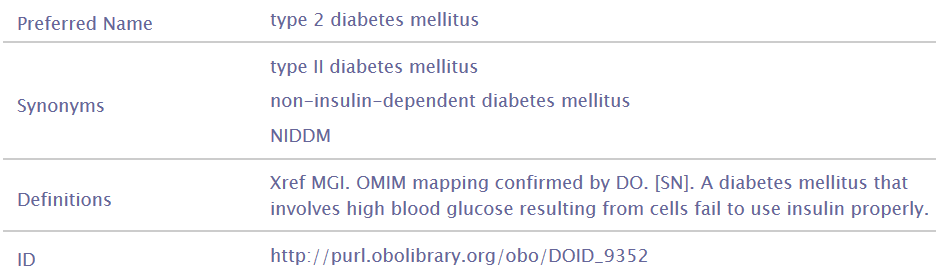 Preferred Name
type 2 diabetes mellitus
Synonyms
type II diabetes mellitus
non-insulin-dependent diabetes mellitus
NIDDM
Definitions
Xref MGI. OMIM mapping confirmed by DO. [SN]. A diabetes mellitus that
involves high blood glucose resulting from cells fail to use insulin properly.
ID
http://purl.obolibrary.org/obo/DOID_9352